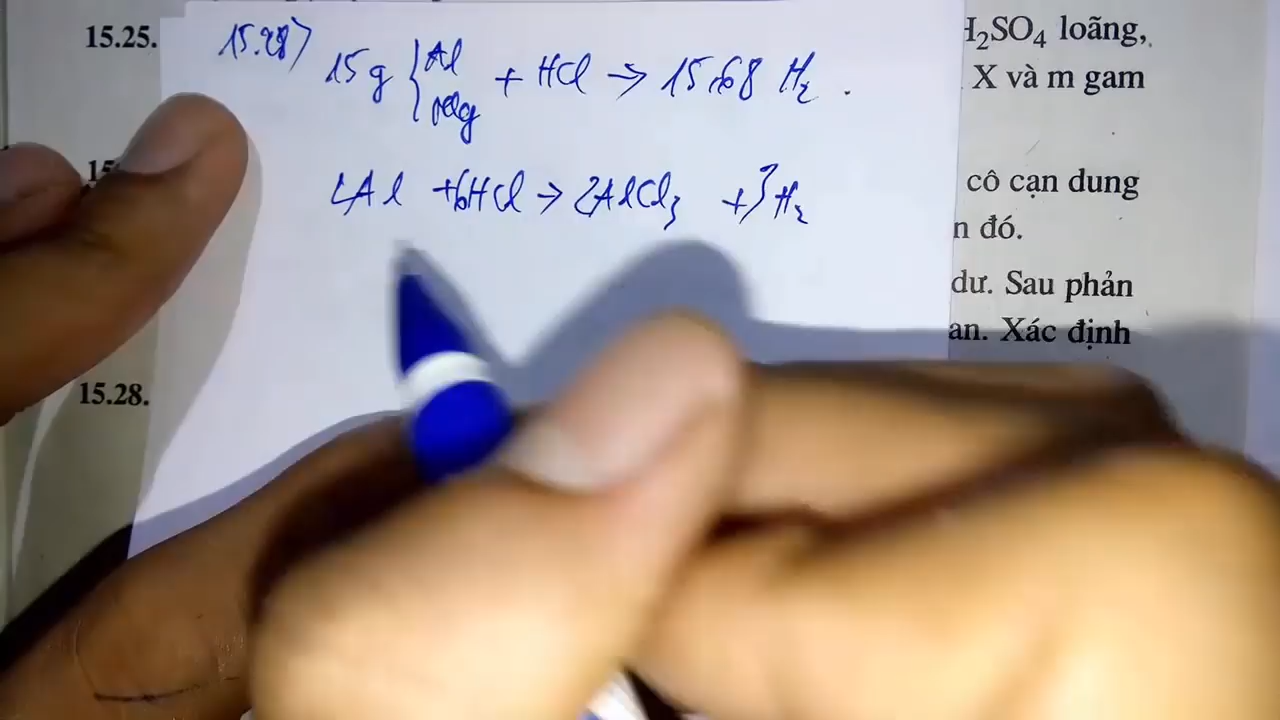 15.25.
15.28)
15g { Al + HCl → 15,68 H₂ .
Mg
2Al + 6HCl → 2AlCl₃ + 3H₂
15.28.
H₂SO₄ loãng,
X và m gam
cô cạn dung
n đó.
dư. Sau phản
an. Xác định